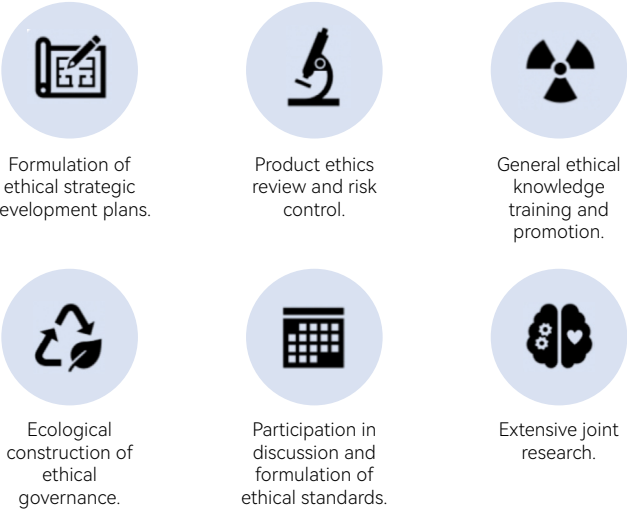 Formulation of
ethical strategic
evelopment plans.
Product ethics
review and risk
control.
General ethical
knowledge
training and
promotion.
Ecological
construction of
ethical
governance.
Participation in
discussion and
formulation of
ethical standards.
Extensive joint
research.